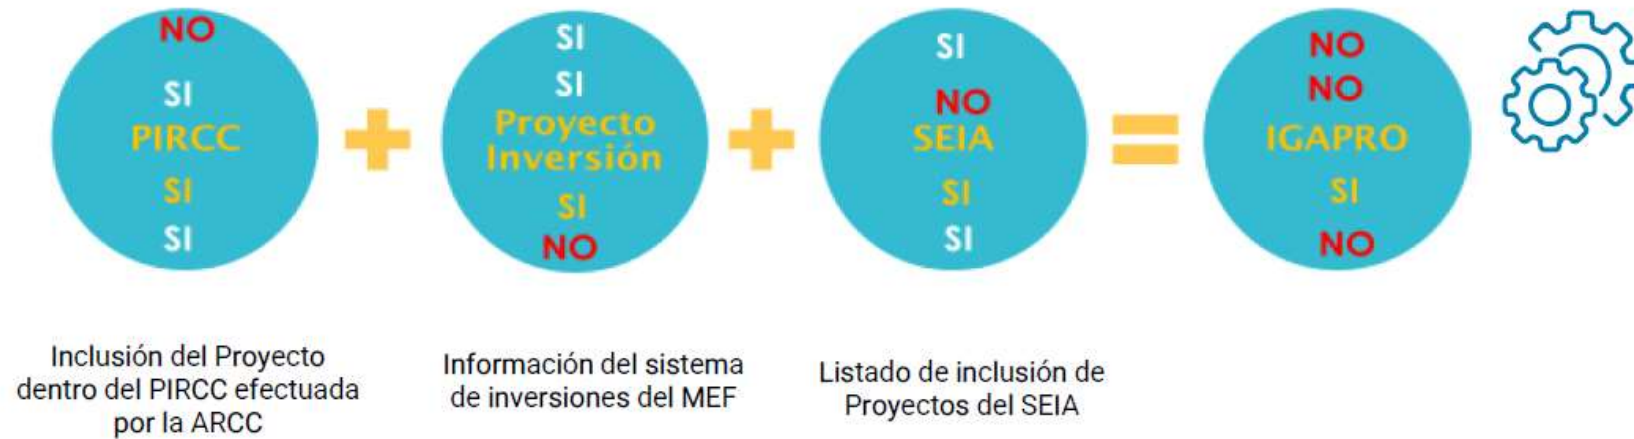 NO
SI
PIRCC
SI
SI
+
SI
SI
Proyecto
Inversión
SI
NO
+
SI
NO
SEIA
SI
SI
=
NO
NO
IGAPRO
SI
NO
Inclusión del Proyecto
dentro del PIRCC efectuada
por la ARCC
Información del sistema
de inversiones del MEF
Listado de inclusión de
Proyectos del SEIA